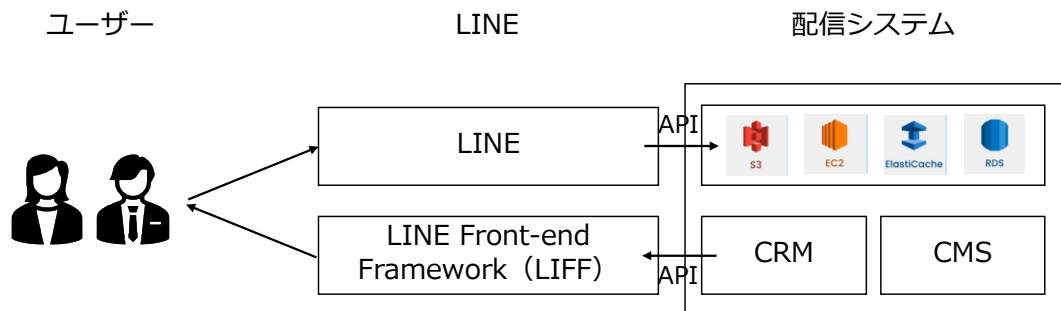 ユーザー
LINE
配信システム
LINE
API
S3
EC2
ElastiCache
RDS
LINE Front-end
Framework（LIFF）
API
CRM
CMS